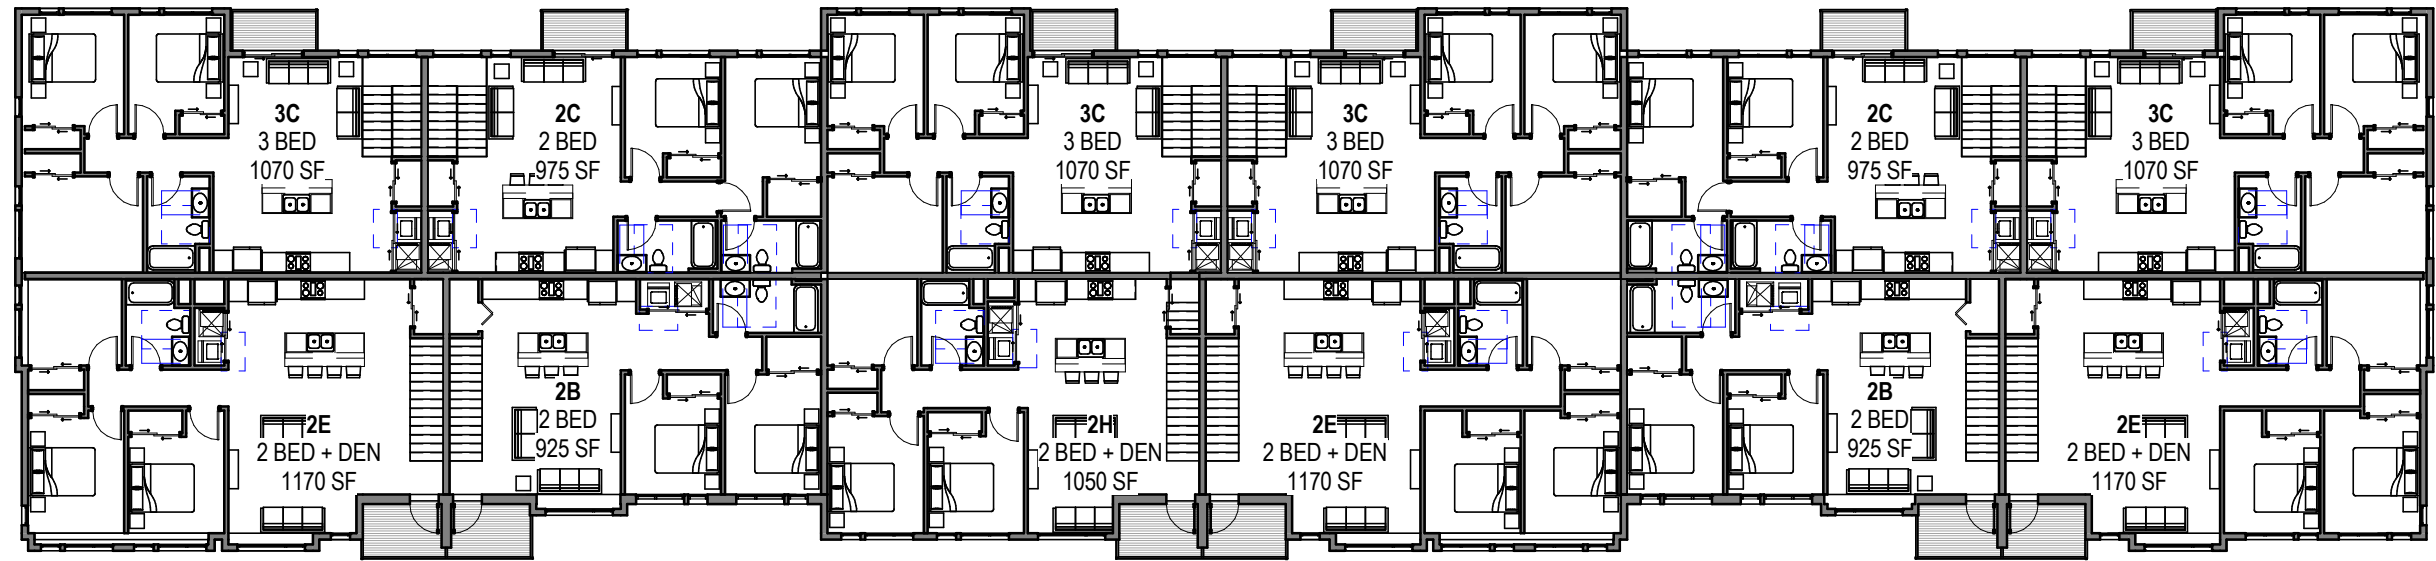 3C
3 BED
1070 SF
2C
2 BED
975 SF
3C
3 BED
1070 SF
3C
3 BED
1070 SF
2C
2 BED
975 SF
3C
3 BED
1070 SF
2E
2 BED + DEN
1170 SF
2B
2 BED
925 SF
2H
2 BED + DEN
1050 SF
2E
2 BED + DEN
1170 SF
2B
2 BED
925 SF
2E
2 BED + DEN
1170 SF